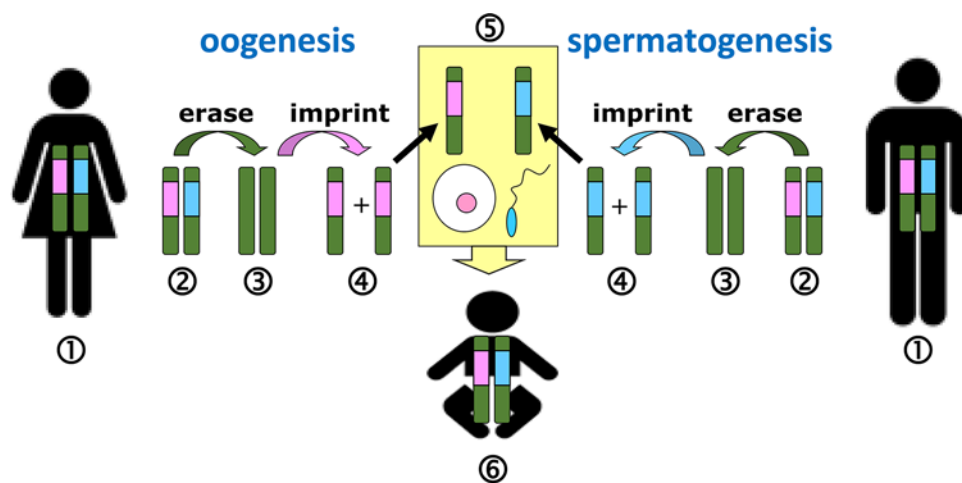 oogenesis
⑤
spermatogenesis
erase
imprint
imprint
erase
+
+
②
③
④
④
③
②
①
①
⑥